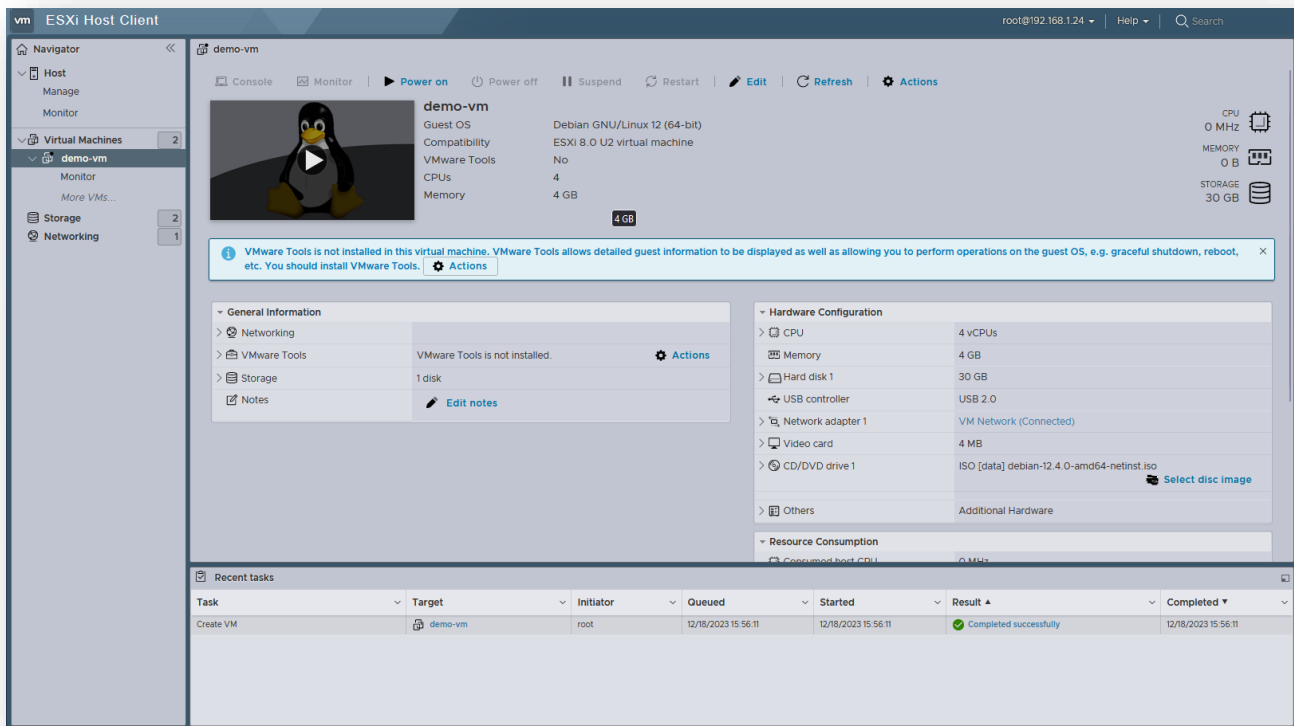 vm ESXi Host Client
root@192.168.1.24 Help Search
Navigator
Host
Manage
Monitor
Virtual Machines 2
demo-vm
Monitor
More VMs...
Storage 2
Networking 1
demo-vm
Console Monitor Power on Power off Suspend Restart Edit Refresh Actions
demo-vm
Guest OS Debian GNU/Linux 12 (64-bit)
Compatibility ESXi 8.0 U2 virtual machine
VMware Tools No
CPUs 4
Memory 4 GB
4 GB
CPU
0 MHz
MEMORY
0 B
STORAGE
30 GB
VMware Tools is not installed in this virtual machine. VMware Tools allows detailed guest information to be displayed as well as allowing you to perform operations on the guest OS, e.g. graceful shutdown, reboot,
etc. You should install VMware Tools. Actions
General Information
Networking
VMware Tools VMware Tools is not installed. Actions
Storage 1 disk
Notes Edit notes
Hardware Configuration
CPU 4 vCPUs
Memory 4 GB
Hard disk 1 30 GB
USB controller USB 2.0
Network adapter 1 VM Network (Connected)
Video card 4 MB
CD/DVD drive 1 ISO [data] debian-12.4.0-amd64-netinst.iso
Select disc image
Others Additional Hardware
Resource Consumption
Consumed host CPU 0 MHz
Recent tasks
Task Target Initiator Queued Started Result Completed
Create VM demo-vm root 12/18/2023 15:56:11 12/18/2023 15:56:11 Completed successfully 12/18/2023 15:56:11